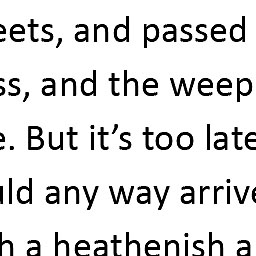 eets, and passed
ss, and the weep
e. But it’s too late
uld any way arrive
h a heathenish a